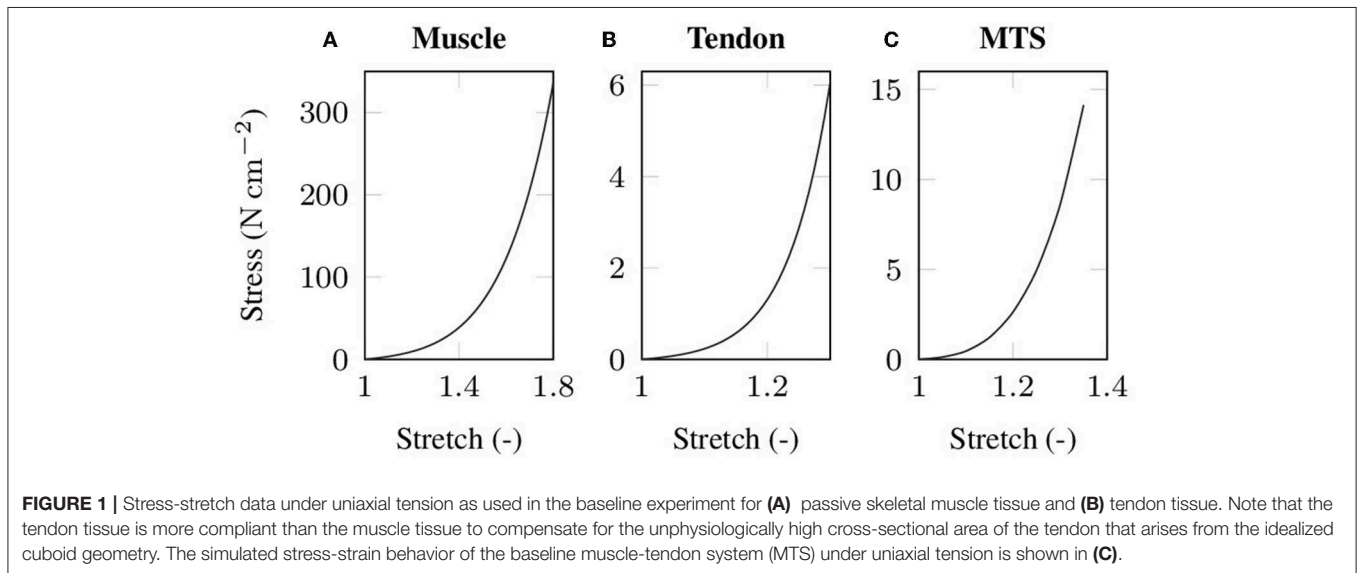 A Muscle
B Tendon
C MTS
Stress (N cm⁻²)
300
200
100
0
1 1.4 1.8
Stretch (-)
6
4
2
0
1 1.2
Stretch (-)
15
10
5
0
1 1.2 1.4
Stretch (-)
FIGURE 1 | Stress-stretch data under uniaxial tension as used in the baseline experiment for (A) passive skeletal muscle tissue and (B) tendon tissue. Note that the
tendon tissue is more compliant than the muscle tissue to compensate for the unphysiologically high cross-sectional area of the tendon that arises from the idealized
cuboid geometry. The simulated stress-strain behavior of the baseline muscle-tendon system (MTS) under uniaxial tension is shown in (C).